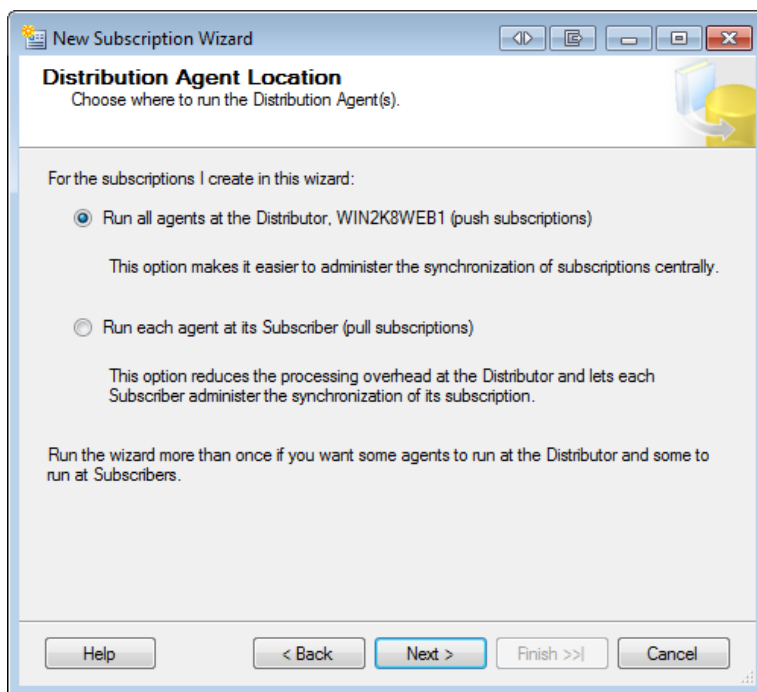 New Subscription Wizard
Distribution Agent Location
Choose where to run the Distribution Agent(s).
For the subscriptions I create in this wizard:
Run all agents at the Distributor, WIN2K8WEB1 (push subscriptions)
This option makes it easier to administer the synchronization of subscriptions centrally.
Run each agent at its Subscriber (pull subscriptions)
This option reduces the processing overhead at the Distributor and lets each
Subscriber administer the synchronization of its subscription.
Run the wizard more than once if you want some agents to run at the Distributor and some to
run at Subscribers.
Help
< Back
Next >
Finish >>|
Cancel